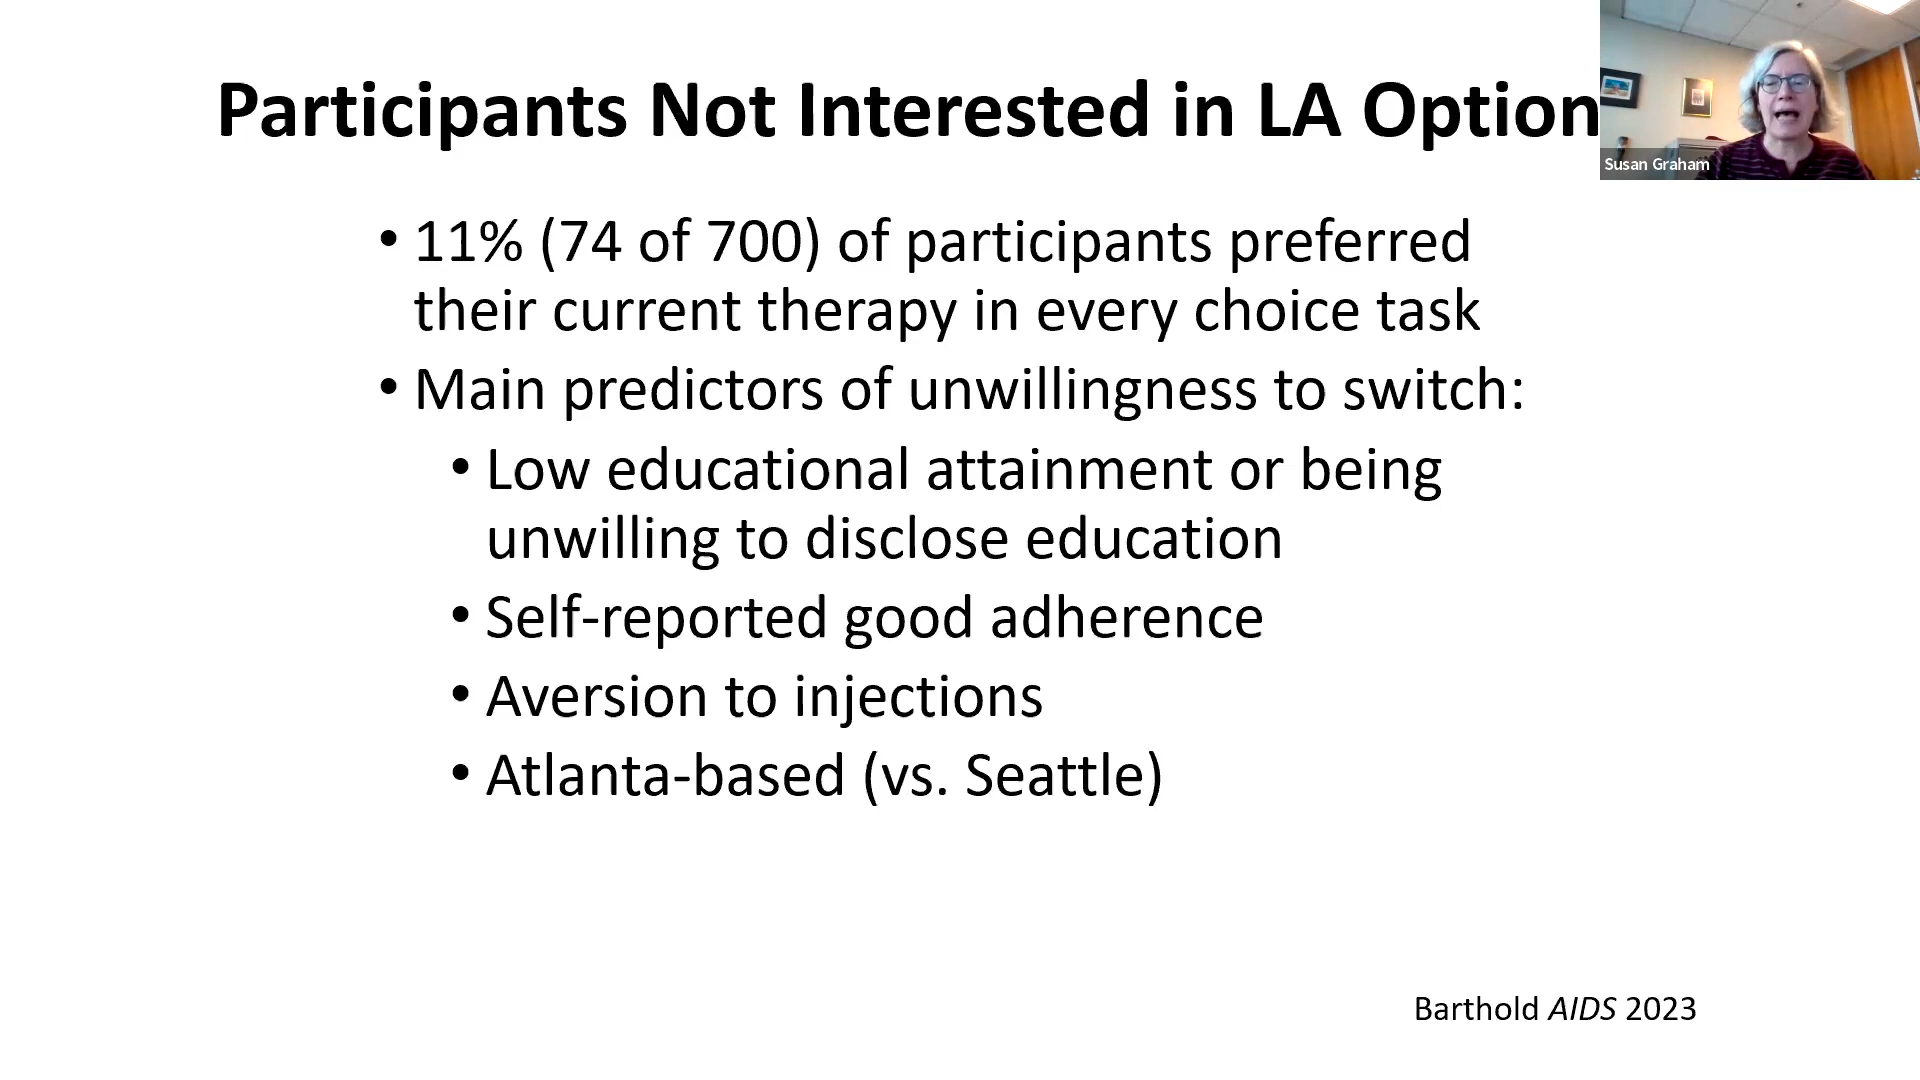 Participants Not Interested in LA Option
Susan Graham
• 11% (74 of 700) of participants preferred
their current therapy in every choice task
• Main predictors of unwillingness to switch:
• Low educational attainment or being
unwilling to disclose education
• Self-reported good adherence
• Aversion to injections
• Atlanta-based (vs. Seattle)
Barthold AIDS 2023